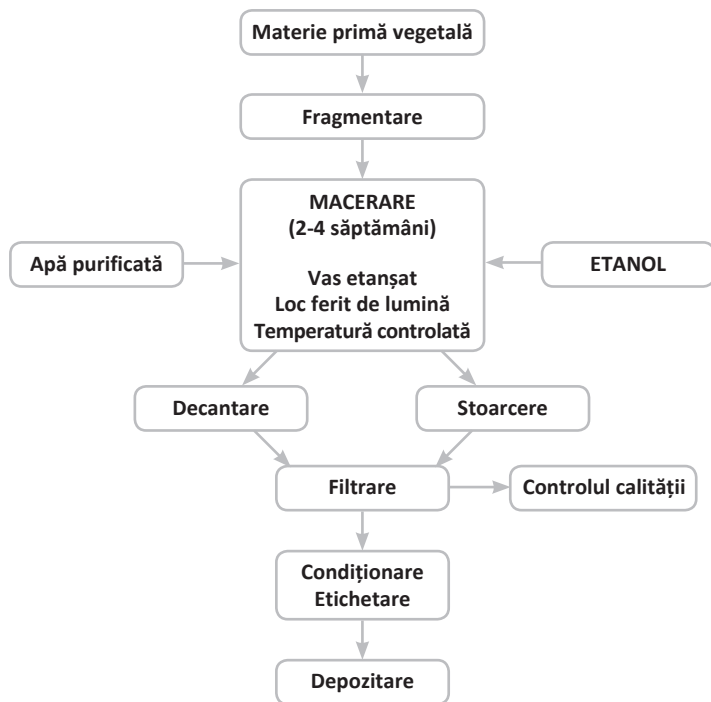 Materie primă vegetală
Fragmentare
MACERARE
(2-4 săptămâni)
Apă purificată
ETANOL
Vas etanșat
Loc ferit de lumină
Temperatură controlată
Decantare
Stoarcere
Filtrare
Controlul calității
Condiționare
Etichetare
Depozitare